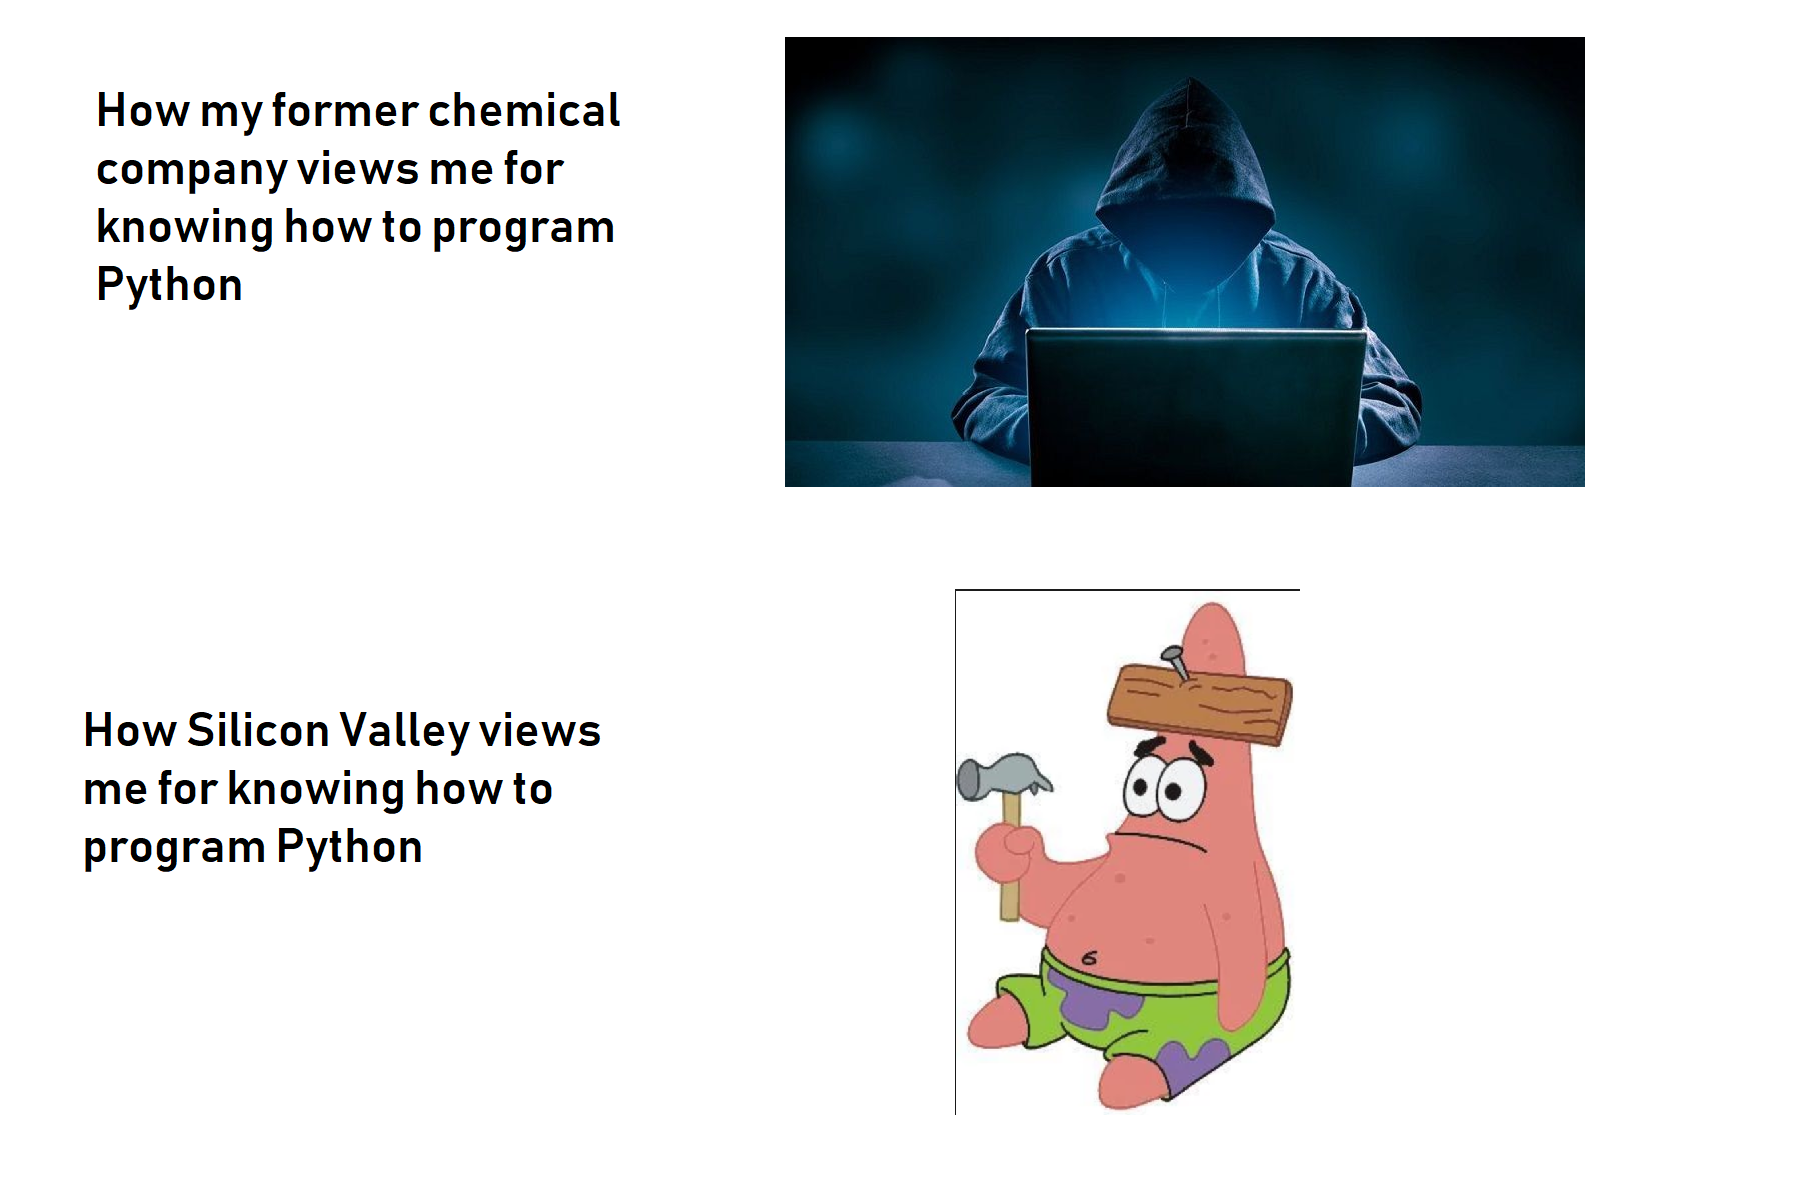 How my former chemical
company views me for
knowing how to program
Python
How Silicon Valley views
me for knowing how to
program Python